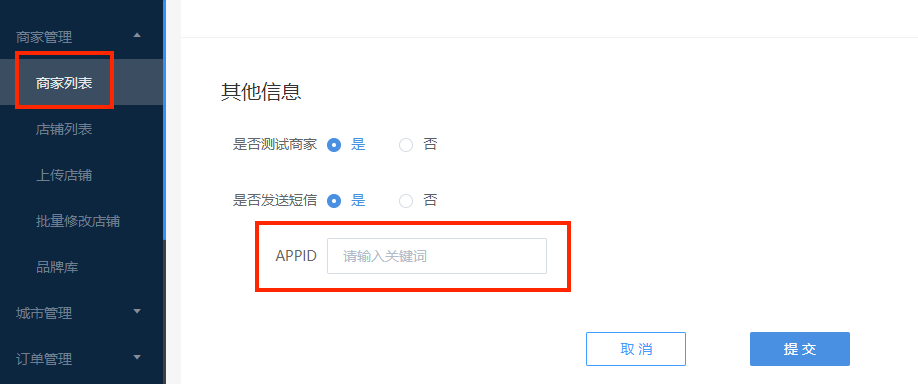 商家管理
商家列表
店铺列表
上传店铺
批量修改店铺
品牌库
城市管理
订单管理
其他信息
是否测试商家 是 否
是否发送短信 是 否
APPID 请输入关键词
取消 提交